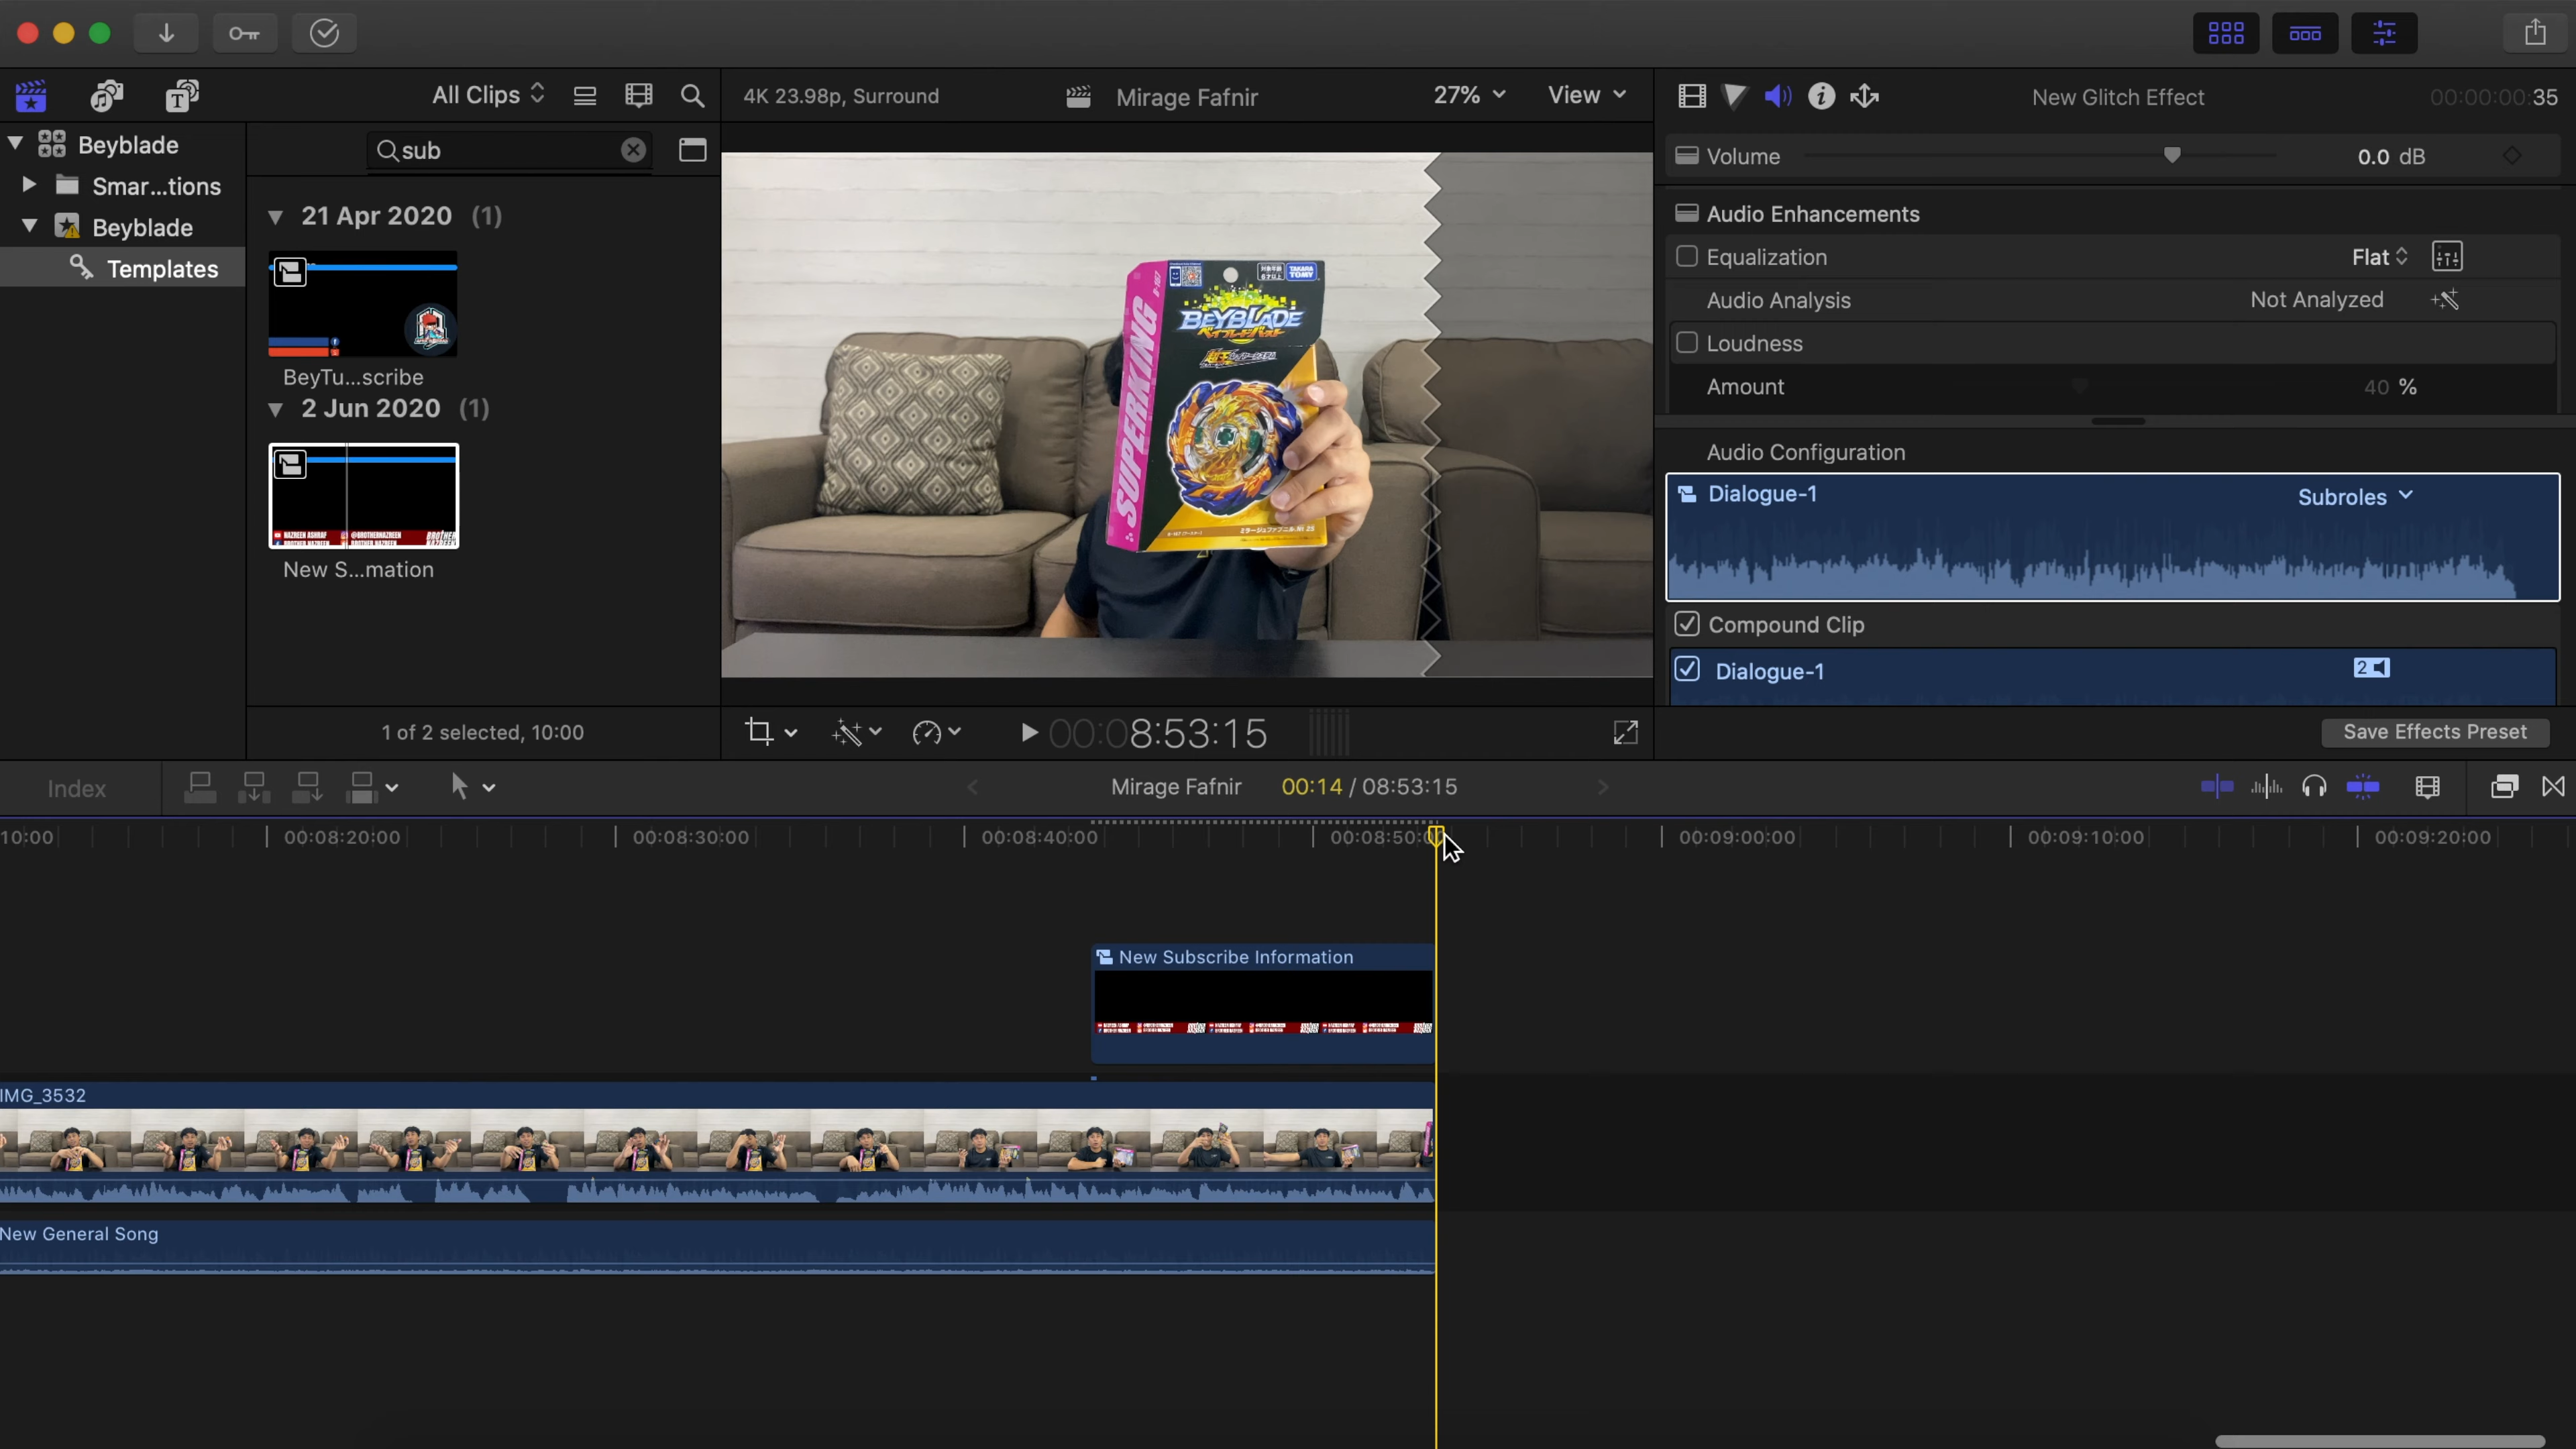 All Clips
4K 23.98p, Surround
Mirage Fafnir
27%
View
New Glitch Effect
00:00:00:35
Beyblade
Smar...tions
Beyblade
Templates
sub
21 Apr 2020 (1)
BeyTu...scribe
2 Jun 2020 (1)
NAZREEN ASHRAF
@BROTHERNAZREEN
New S...mation
1 of 2 selected, 10:00
TAKARA TOMY
BEYBLADE
SUPERKING
00:08:53:15
Volume
0.0 dB
Audio Enhancements
Equalization
Flat
Audio Analysis
Not Analyzed
Loudness
Amount
40 %
Audio Configuration
Dialogue-1
Subroles
Compound Clip
Dialogue-1
2
Save Effects Preset
Index
Mirage Fafnir
00:14 / 08:53:15
10:00
00:08:20:00
00:08:30:00
00:08:40:00
00:08:50:00
00:09:00:00
00:09:10:00
00:09:20:00
New Subscribe Information
IMG_3532
New General Song